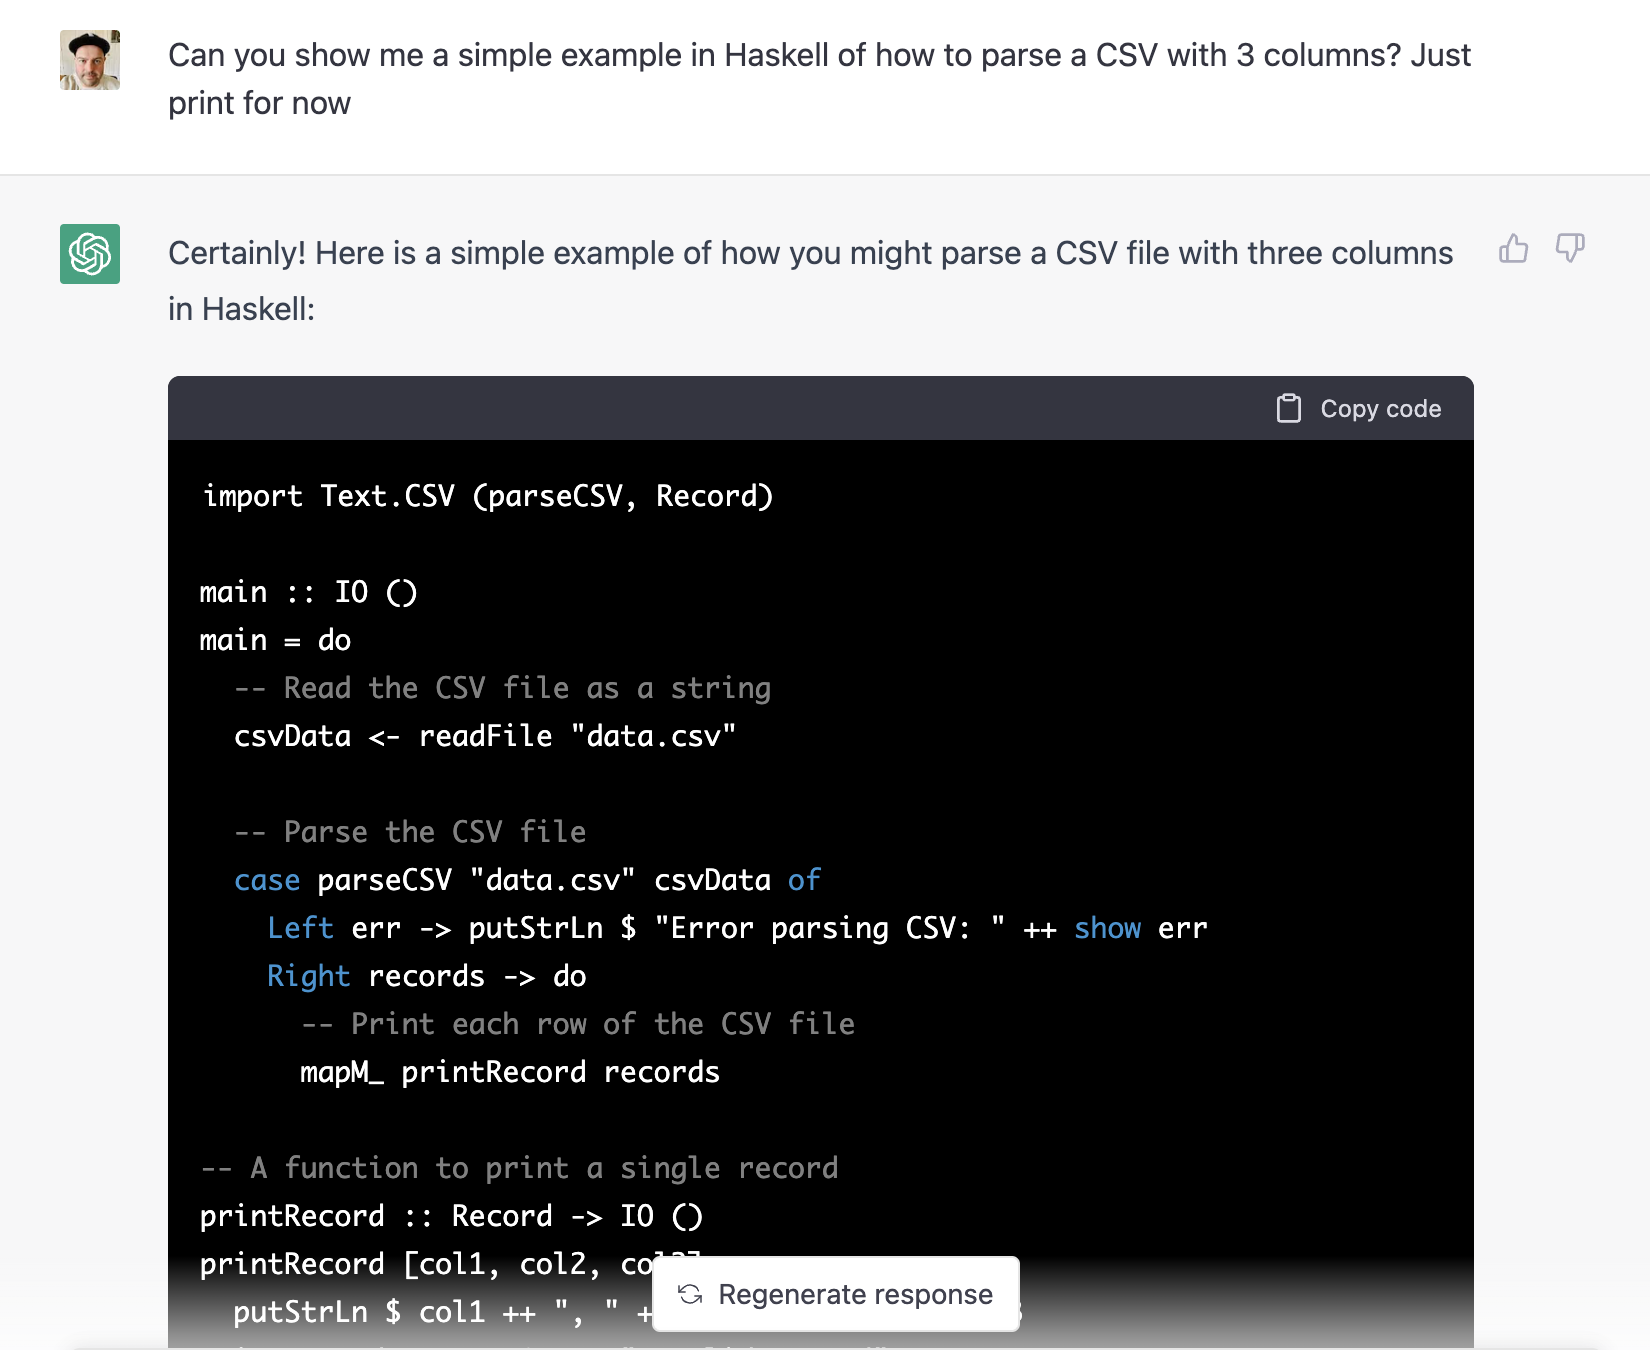 Can you show me a simple example in Haskell of how to parse a CSV with 3 columns? Just
print for now
Certainly! Here is a simple example of how you might parse a CSV file with three columns
in Haskell:
Copy code
import Text.CSV (parseCSV, Record)
main :: IO ()
main = do
-- Read the CSV file as a string
csvData <- readFile "data.csv"
-- Parse the CSV file
case parseCSV "data.csv" csvData of
Left err -> putStrLn $ "Error parsing CSV: " ++ show err
Right records -> do
-- Print each row of the CSV file
mapM_ printRecord records
-- A function to print a single record
printRecord :: Record -> IO ()
printRecord [col1, col2,
putStrLn $ col1 ++ ", "
Regenerate response